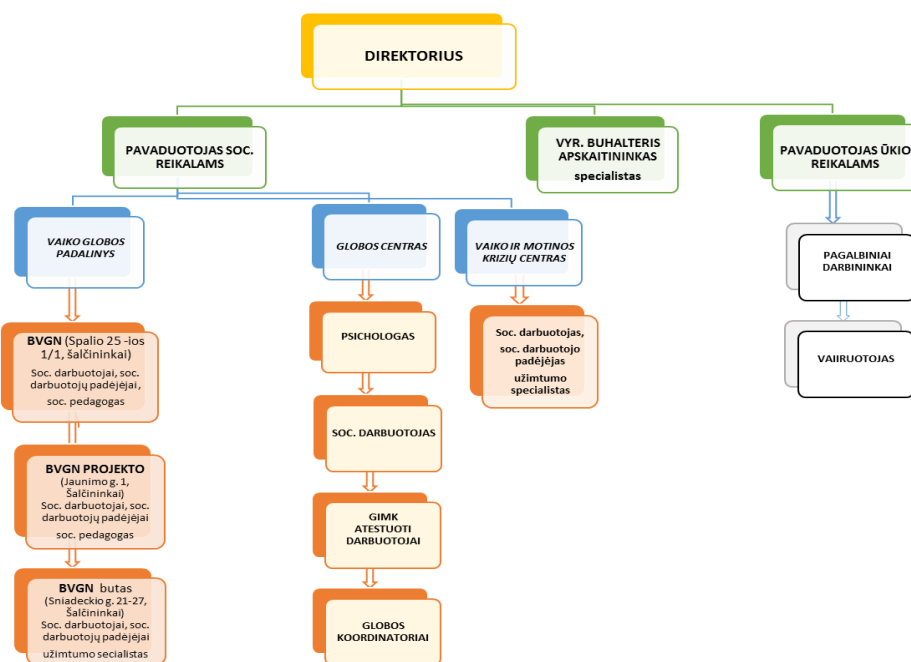 DIREKTORIUS
PAVADUOTOJAS SOC.
REIKALAMS
VYR. BUHALTERIS
APSKAITININKAS
specialistas
PAVADUOTOJAS ŪKIO
REIKALAMS
VAIKO GLOBOS
PADALINYS
GLOBOS CENTRAS
VAIKO IR MOTINOS
KRIZIŲ CENTRAS
PAGALBINIAI
DARBININKAI
BVGN (Spalio 25 -ios
1/1, šalčininkai)
Soc. darbuotojai, soc.
darbuotojų padėjėjai,
soc. pedagogas
PSICHOLOGAS
Soc. darbuotojas,
soc. darbuotojo
padėjėjas
užimtumo
specialistas
VAIIRUOTOJAS
SOC. DARBUOTOJAS
BVGN PROJEKTO
(Jaunimo g. 1,
Šalčininkai)
Soc. darbuotojai, soc.
darbuotojų padėjėjai
soc. pedagogas
GIMK
ATESTUOTI
DARBUOTOJAI
BVGN butas
(Sniadeckio g. 21-27,
Šalčininkai)
Soc. darbuotojai, soc.
darbuotojų padėjėjai
užimtumo secialistas
GLOBOS
KOORDINATORIAI